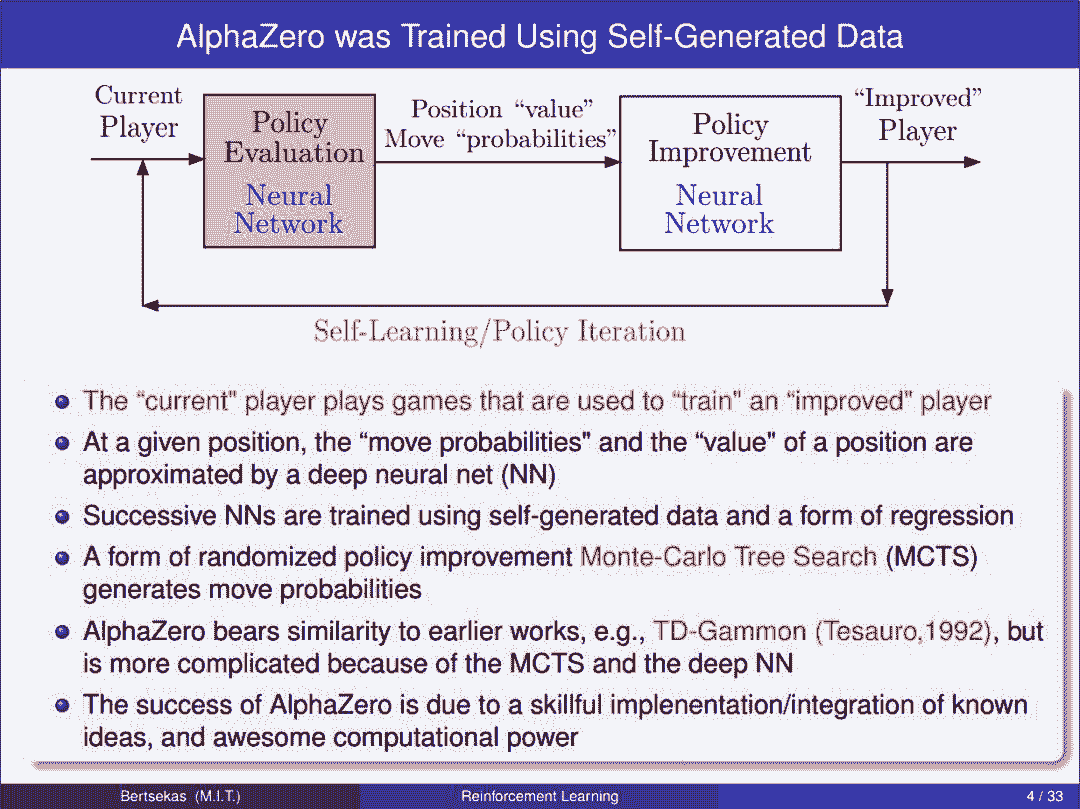 AlphaZero was Trained Using Self-Generated Data
Current
Player
Policy
Evaluation
Neural
Network
Position “value”
Move “probabilities”
Policy
Improvement
Neural
Network
“Improved”
Player
Self-Learning/Policy Iteration
The “current" player plays games that are used to “train" an “improved" player
At a given position, the “move probabilities" and the “value" of a position are
approximated by a deep neural net (NN)
Successive NNs are trained using self-generated data and a form of regression
A form of randomized policy improvement Monte-Carlo Tree Search (MCTS)
generates move probabilities
AlphaZero bears similarity to earlier works, e.g., TD-Gammon (Tesauro,1992), but
is more complicated because of the MCTS and the deep NN
The success of AlphaZero is due to a skillful implenentation/integration of known
ideas, and awesome computational power
Bertsekas (M.I.T.)
Reinforcement Learning
4 / 33